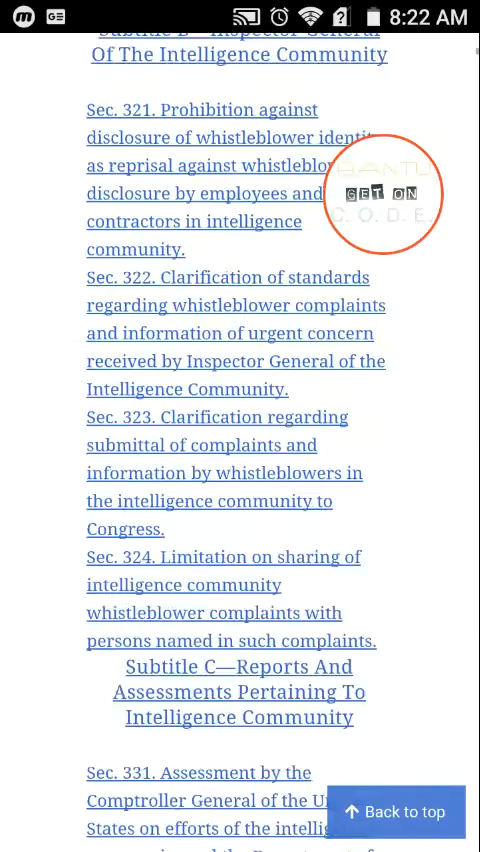 8:22 AM
Subtitle B—Inspector General
Of The Intelligence Community
Sec. 321. Prohibition against
disclosure of whistleblower identity
as reprisal against
disclosure by employees and
contractors in intelligence
community.
BANTU
GET ON
C. O. D. E.
Sec. 322. Clarification of standards
regarding whistleblower complaints
and information of urgent concern
received by Inspector General of the
Intelligence Community.
Sec. 323. Clarification regarding
submittal of complaints and
information by whistleblowers in
the intelligence community to
Congress.
Sec. 324. Limitation on sharing of
intelligence community
whistleblower complaints with
persons named in such complaints.
Subtitle C—Reports And
Assessments Pertaining To
Intelligence Community
Sec. 331. Assessment by the
Comptroller General of the
States on efforts of the
Back to top